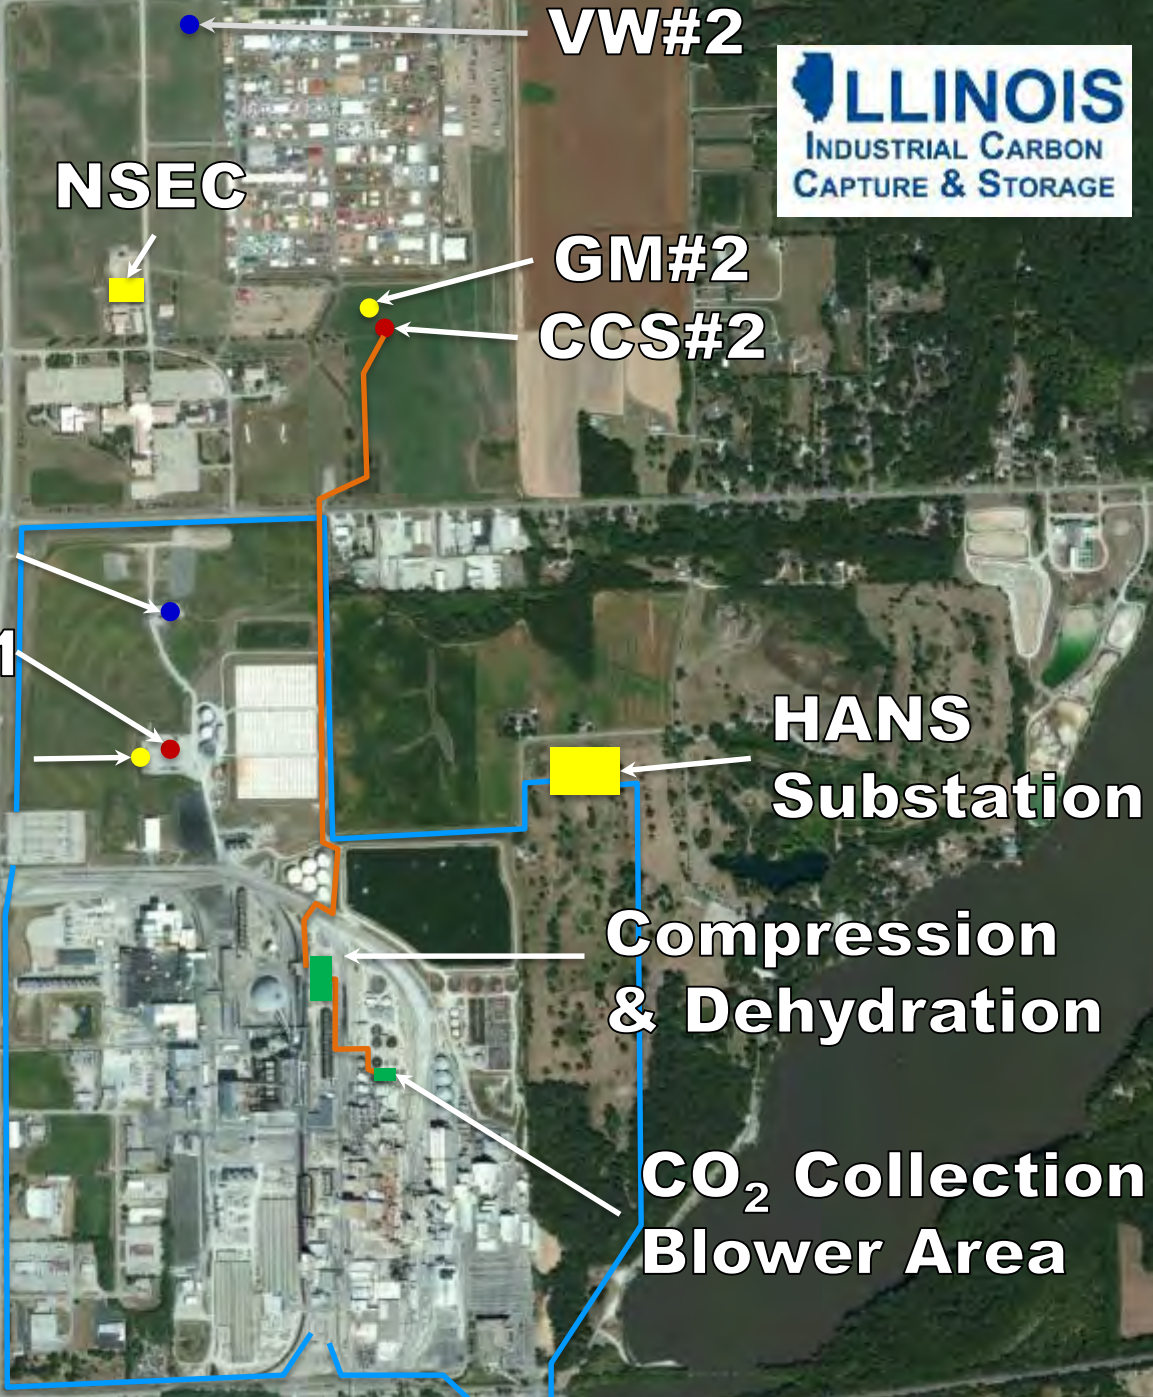 VW#2
ILLINOIS
INDUSTRIAL CARBON
CAPTURE & STORAGE
NSEC
GM#2
CCS#2
1
HANS
Substation
Compression
& Dehydration
CO₂ Collection
Blower Area